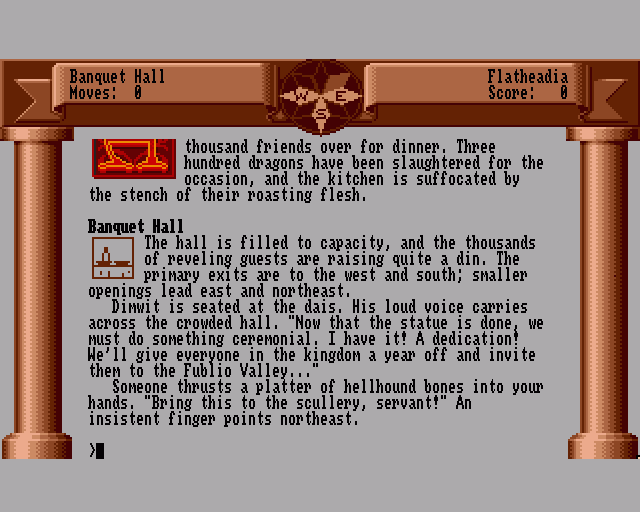 Banquet Hall
Flatheadia
Moves: 0
Score: 0
W E
S
thousand friends over for dinner. Three
hundred dragons have been slaughtered for the
occasion, and the kitchen is suffocated by
the stench of their roasting flesh.
Banquet Hall
The hall is filled to capacity, and the thousands
of reveling guests are raising quite a din. The
primary exits are to the west and south; smaller
openings lead east and northeast.
Dimwit is seated at the dais. His loud voice carries
across the crowded hall. "Now that the statue is done, we
must do something ceremonial. I have it! A dedication!
We'll give everyone in the kingdom a year off and invite
them to the Fublio Valley..."
Someone thrusts a platter of hellhound bones into your
hands. "Bring this to the scullery, servant!" An
insistent finger points northeast.
>